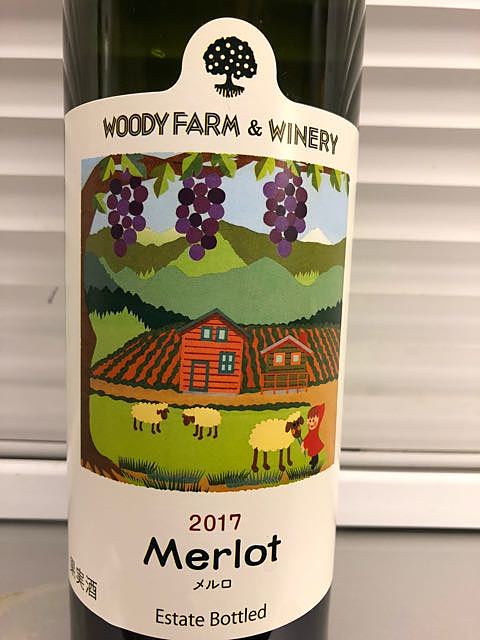 WOODY FARM & WINERY
2017
Merlot
メルロ
果実酒
Estate Bottled